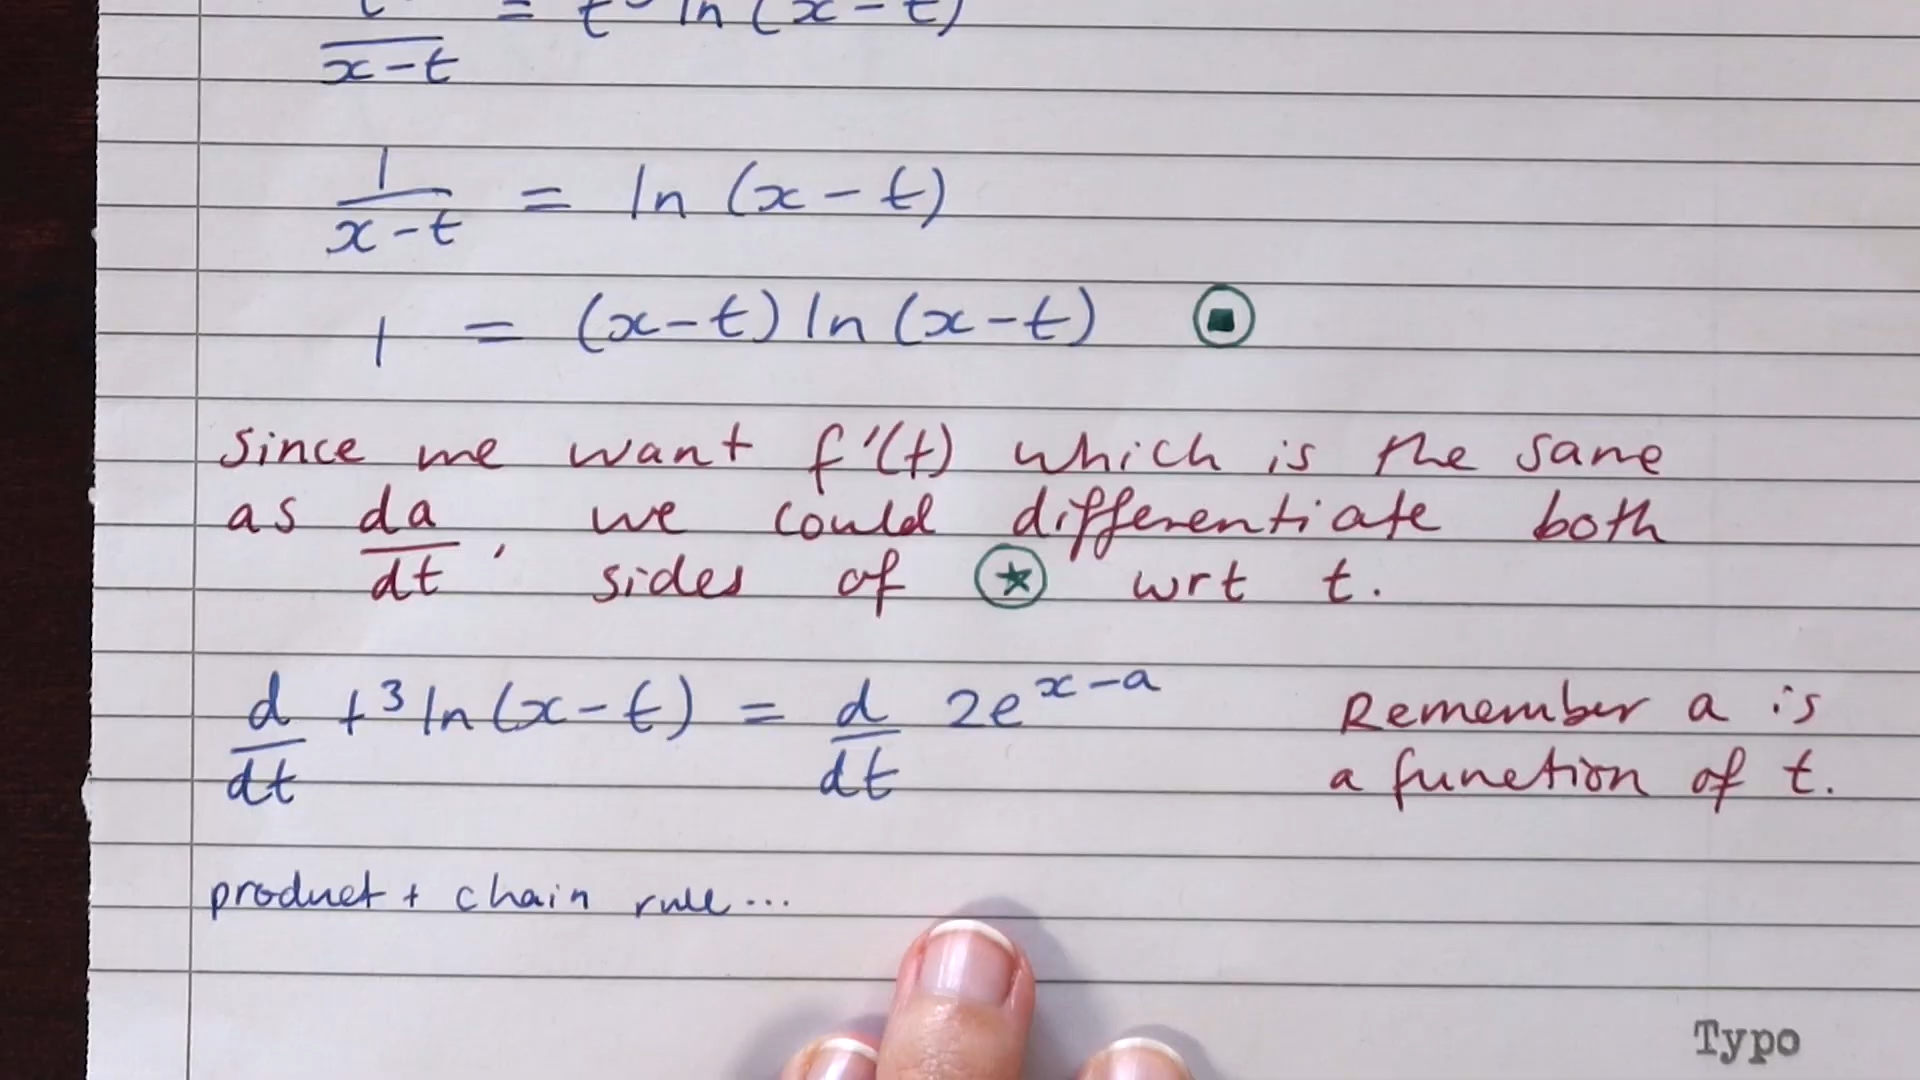 = t ln (x - t)
x - t
1
= ln (x - t)
x - t
1 = (x - t) ln (x - t)
Since we want f'(t) which is the same
as da we could differentiate both
dt , sides of ★ wrt t.
d t³ ln (x - t) = d 2e^x-a Remember a is
dt dt a function of t.
product + chain rule...
Typo